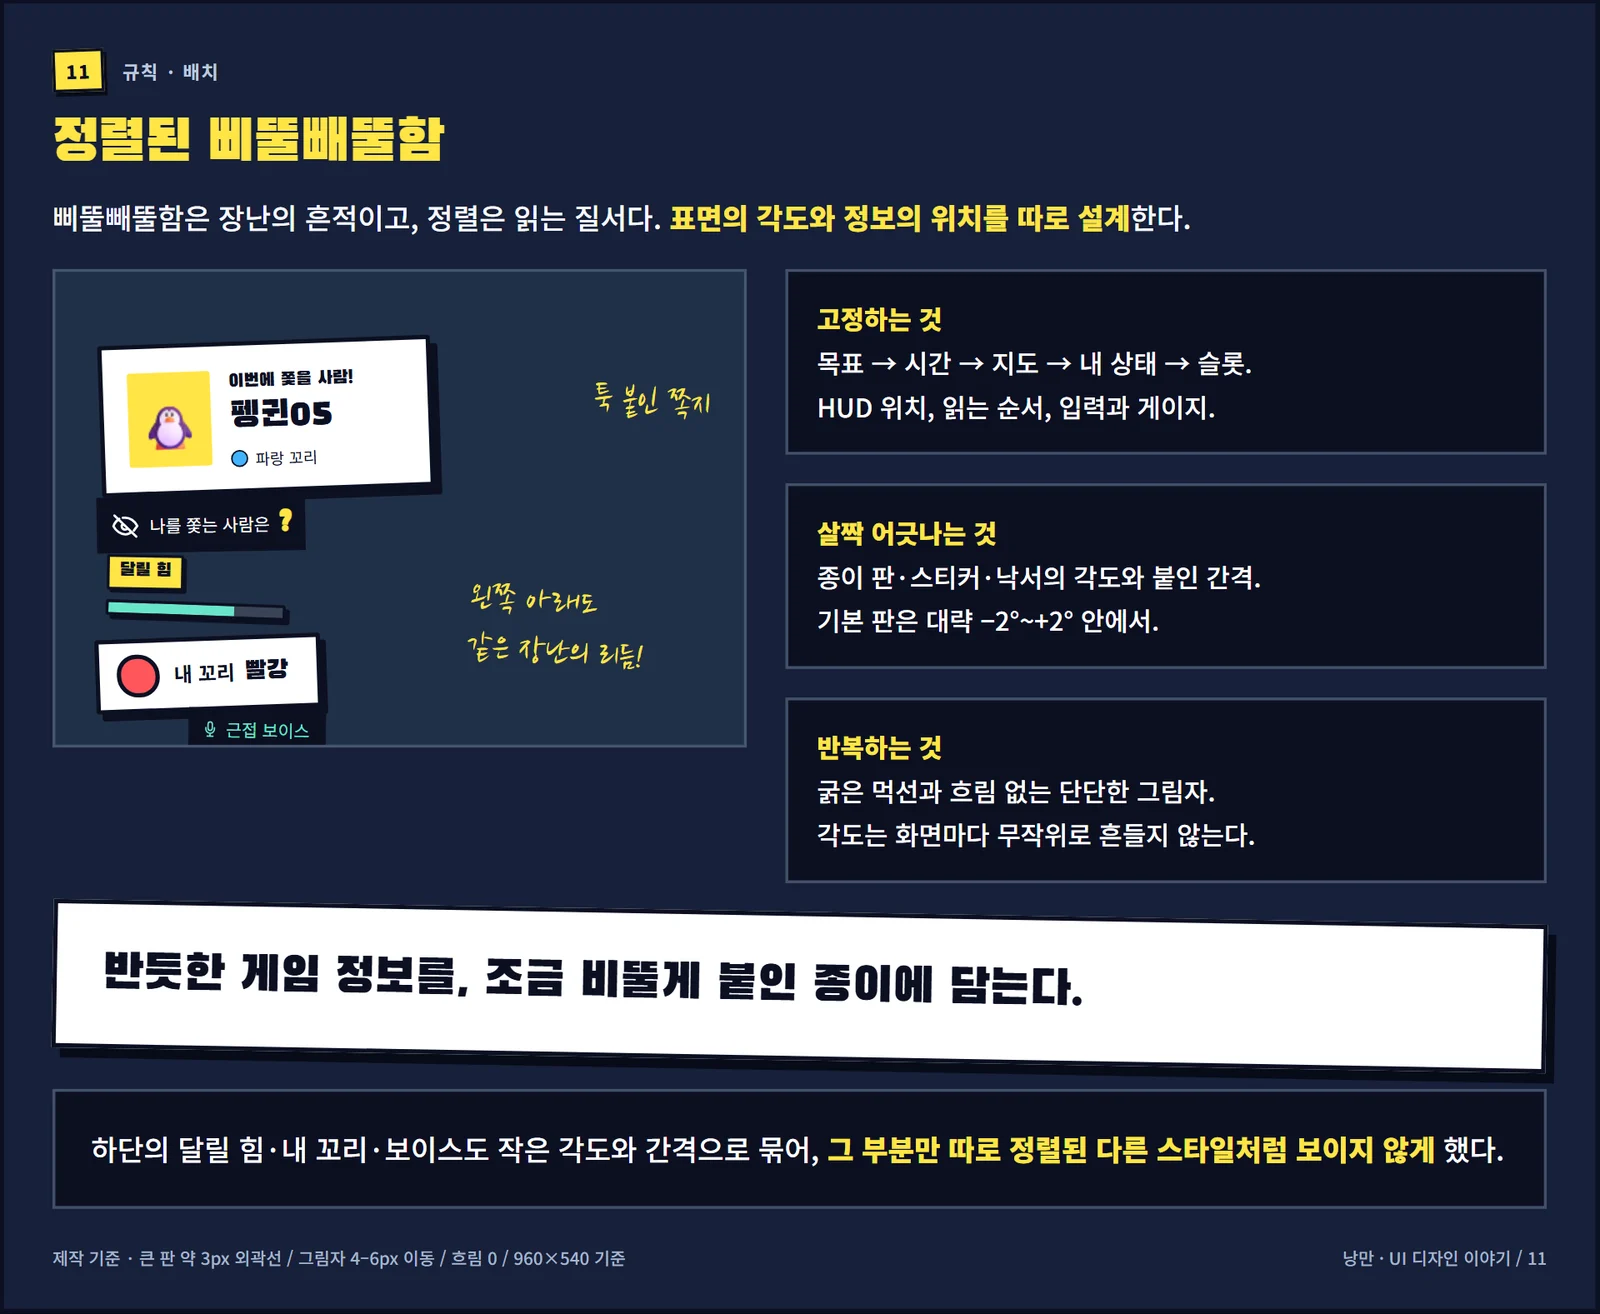 11
규칙 · 배치
정렬된 삐뚤빼뚤함
삐뚤빼뚤함은 장난의 흔적이고, 정렬은 읽는 질서다. 표면의 각도와 정보의 위치를 따로 설계한다.
이번에 쫓을 사람!
펭귄05
파랑 꼬리
나를 쫓는 사람은 ?
달릴 힘
내 꼬리 빨강
근접 보이스
툭 붙인 쪽지
왼쪽 아래도
같은 장난의 리듬!
고정하는 것
목표 → 시간 → 지도 → 내 상태 → 슬롯.
HUD 위치, 읽는 순서, 입력과 게이지.
살짝 어긋나는 것
종이 판·스티커·낙서의 각도와 붙인 간격.
기본 판은 대략 −2°~+2° 안에서.
반복하는 것
굵은 먹선과 흐림 없는 단단한 그림자.
각도는 화면마다 무작위로 흔들지 않는다.
반듯한 게임 정보를, 조금 비뚤게 붙인 종이에 담는다.
하단의 달릴 힘·내 꼬리·보이스도 작은 각도와 간격으로 묶어, 그 부분만 따로 정렬된 다른 스타일처럼 보이지 않게 했다.
제작 기준 · 큰 판 약 3px 외곽선 / 그림자 4–6px 이동 / 흐림 0 / 960×540 기준
낭만 · UI 디자인 이야기 / 11